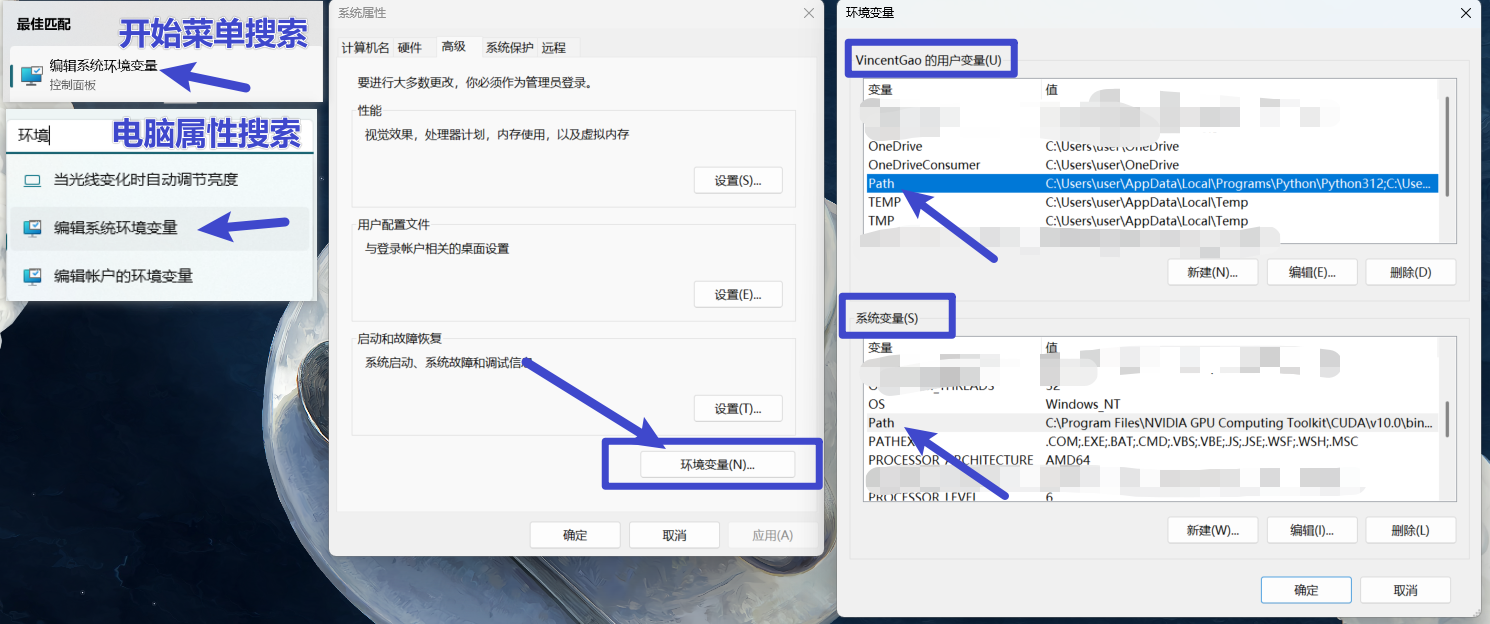 最佳匹配
开始菜单搜索
编辑系统环境变量
控制面板
环境
电脑属性搜索
当光线变化时自动调节亮度
编辑系统环境变量
编辑帐户的环境变量
系统属性
计算机名 硬件 高级 系统保护 远程
要进行大多数更改，你必须作为管理员登录。
性能
视觉效果，处理器计划，内存使用，以及虚拟内存
设置(S)...
用户配置文件
与登录帐户相关的桌面设置
设置(E)...
启动和故障恢复
系统启动、系统故障和调试信
设置(T)...
环境变量(N)...
确定 取消 应用(A)
环境变量
VincentGao 的用户变量(U)
变量 值
OneDrive C:\Users\user\OneDrive
OneDriveConsumer C:\Users\user\OneDrive
Path C:\Users\user\AppData\Local\Programs\Python\Python312;C:\Use...
TEMP C:\Users\user\AppData\Local\Temp
TMP C:\Users\user\AppData\Local\Temp
新建(N)... 编辑(E)... 删除(D)
系统变量(S)
变量 值
OS Windows_NT
Path C:\Program Files\NVIDIA GPU Computing Toolkit\CUDA\v10.0\bin...
PATHEX .COM;.EXE;.BAT;.CMD;.VBS;.VBE;.JS;.JSE;.WSF;.WSH;.MSC
PROCESSOR_ARCHITECTURE AMD64
PROCESSOR_LEVEL 6
新建(W)... 编辑(I)... 删除(L)
确定 取消